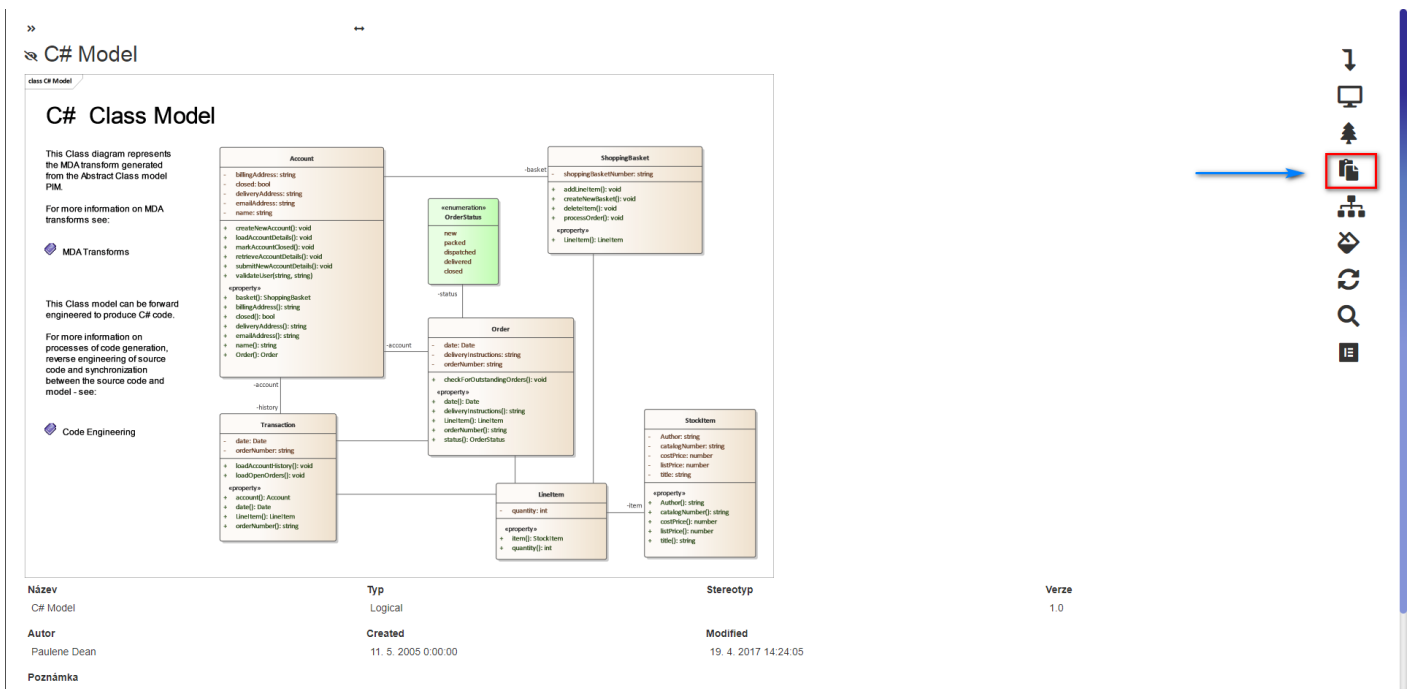 C# Model
class C# Model
C# Class Model
This Class diagram represents
the MDA transform generated
from the Abstract Class model
PIM.
For more information on MDA
transforms see:
MDA Transforms
This Class model can be forward
engineered to produce C# code.
For more information on
processes of code generation,
reverse engineering of source
code and synchronization
between the source code and
model - see:
Code Engineering
Account
- billingAddress: string
- closed: bool
- deliveryAddress: string
- emailAddress: string
- name: string
+ createNewAccount(): void
+ loadAccountDetails(): void
+ markAccountClosed(): void
+ retrieveAccountDetails(): void
+ submitNewAccountDetails(): void
+ validateUser(string, string)
«property»
+ basket(): ShoppingBasket
+ billingAddress(): string
+ closed(): bool
+ deliveryAddress(): string
+ emailAddress(): string
+ name(): string
+ Order(): Order
-basket
ShoppingBasket
- shoppingBasketNumber: string
+ addLineItem(): void
+ createNewBasket(): void
+ deleteItem(): void
+ processOrder(): void
«property»
+ LineItem(): LineItem
«enumeration»
OrderStatus
new
packed
dispatched
delivered
closed
-status
-account
Order
- date: Date
- deliveryInstructions: string
- orderNumber: string
+ checkForOutstandingOrders(): void
«property»
+ date(): Date
+ deliveryInstructions(): string
+ LineItem(): LineItem
+ orderNumber(): string
+ status(): OrderStatus
-account
-history
Transaction
- date: Date
- orderNumber: string
+ loadAccountHistory(): void
+ loadOpenOrders(): void
«property»
+ account(): Account
+ date(): Date
+ LineItem(): LineItem
+ orderNumber(): string
LineItem
- quantity: int
«property»
+ item(): StockItem
+ quantity(): int
-item
StockItem
- Author: string
- catalogNumber: string
- costPrice: number
- listPrice: number
- title: string
«property»
+ Author(): string
+ catalogNumber(): string
+ costPrice(): number
+ listPrice(): number
+ title(): string
Název Typ Stereotyp Verze
C# Model Logical 1.0
Autor Created Modified
Paulene Dean 11. 5. 2005 0:00:00 19. 4. 2017 14:24:05
Poznámka